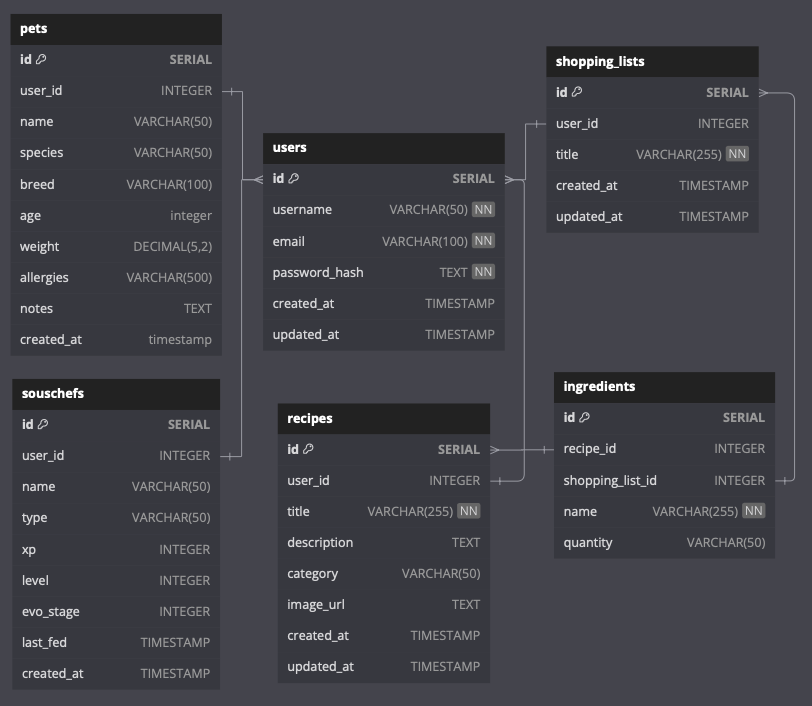 pets
id SERIAL
user_id INTEGER
name VARCHAR(50)
species VARCHAR(50)
breed VARCHAR(100)
age integer
weight DECIMAL(5,2)
allergies VARCHAR(500)
notes TEXT
created_at timestamp
souschefs
id SERIAL
user_id INTEGER
name VARCHAR(50)
type VARCHAR(50)
xp INTEGER
level INTEGER
evo_stage INTEGER
last_fed TIMESTAMP
created_at TIMESTAMP
users
id SERIAL
username VARCHAR(50) NN
email VARCHAR(100) NN
password_hash TEXT NN
created_at TIMESTAMP
updated_at TIMESTAMP
recipes
id SERIAL
user_id INTEGER
title VARCHAR(255) NN
description TEXT
category VARCHAR(50)
image_url TEXT
created_at TIMESTAMP
updated_at TIMESTAMP
shopping_lists
id SERIAL
user_id INTEGER
title VARCHAR(255) NN
created_at TIMESTAMP
updated_at TIMESTAMP
ingredients
id SERIAL
recipe_id INTEGER
shopping_list_id INTEGER
name VARCHAR(255) NN
quantity VARCHAR(50)